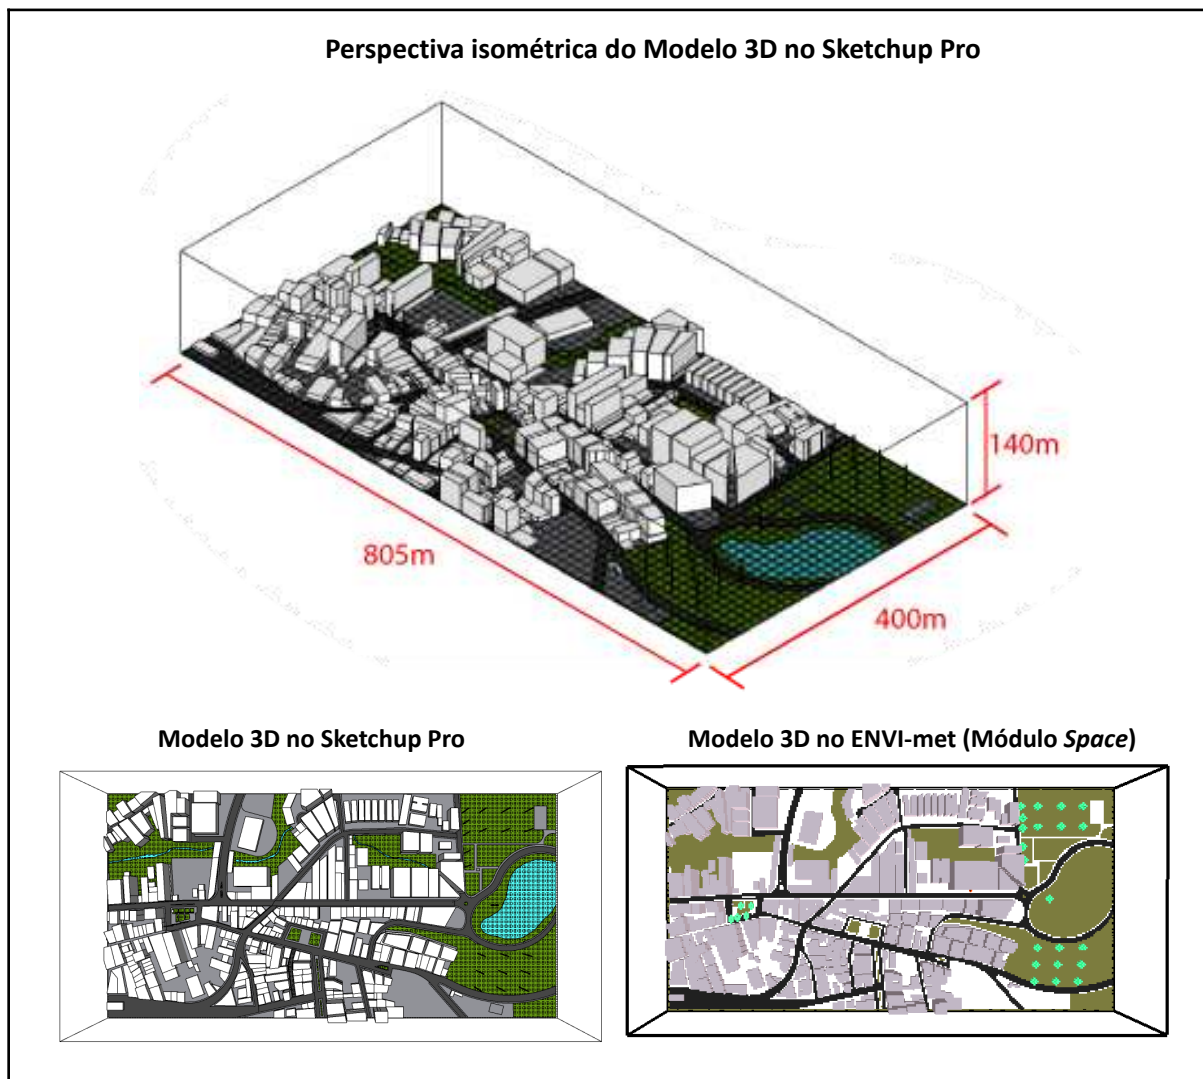 Perspectiva isométrica do Modelo 3D no Sketchup Pro
140m
805m
400m
Modelo 3D no Sketchup Pro
Modelo 3D no ENVI-met (Módulo Space)